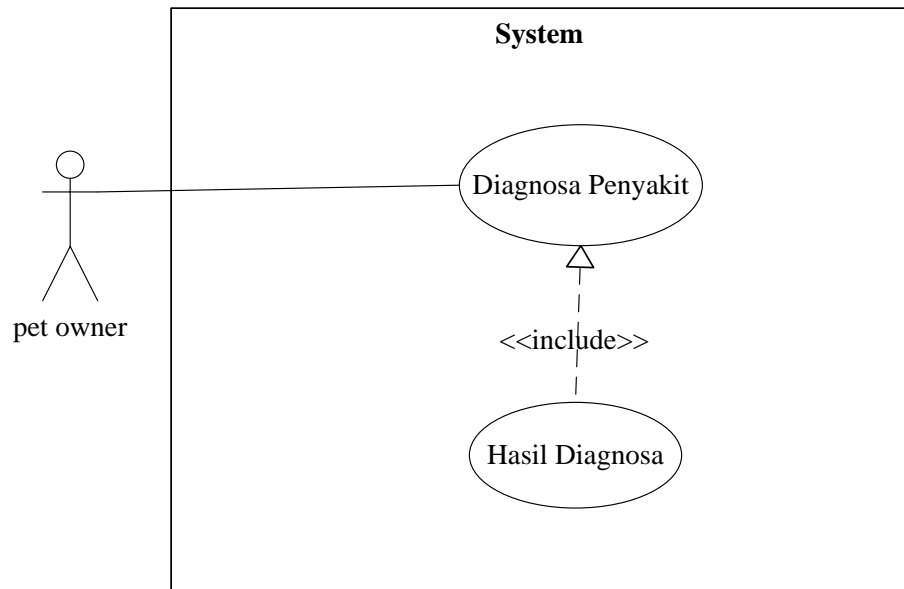 System
Diagnosa Penyakit
pet owner
<<include>>
Hasil Diagnosa